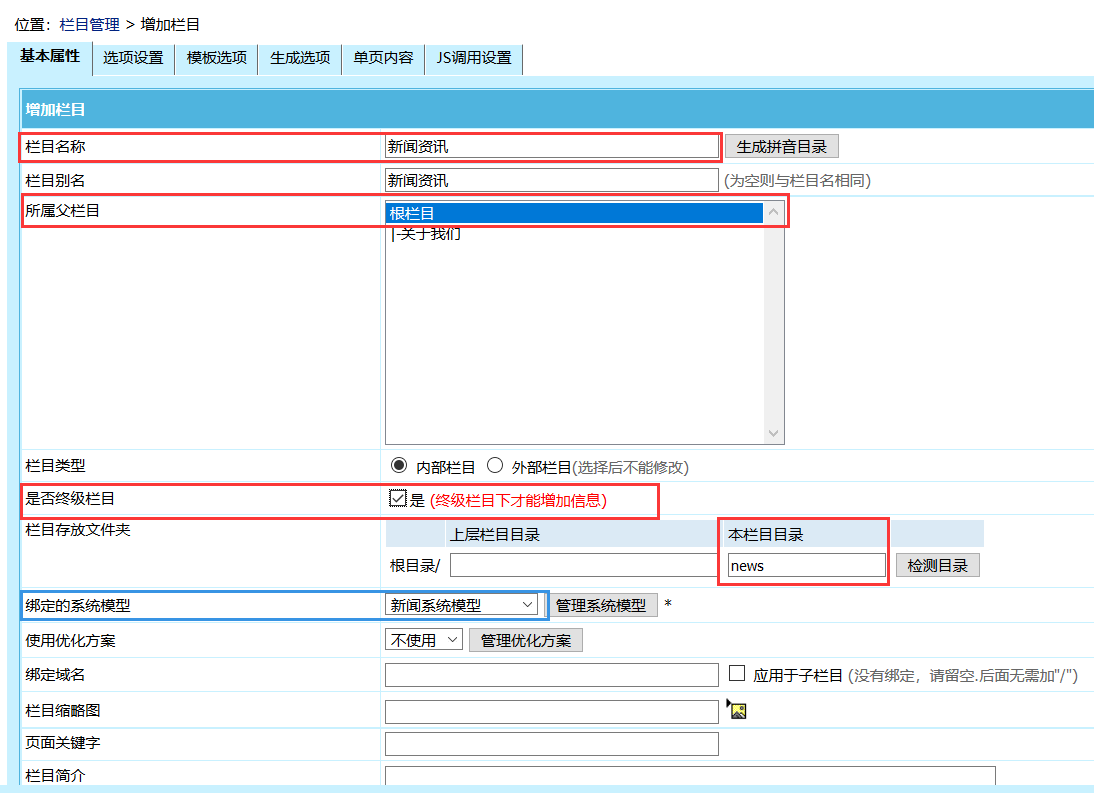 位置：栏目管理 > 增加栏目
基本属性 选项设置 模板选项 生成选项 单页内容 JS调用设置
增加栏目
栏目名称 新闻资讯 生成拼音目录
栏目别名 新闻资讯 (为空则与栏目名相同)
所属父栏目 根栏目
|-关于我们
栏目类型 内部栏目 外部栏目(选择后不能修改)
是否终级栏目 是 (终级栏目下才能增加信息)
栏目存放文件夹 上层栏目目录 本栏目目录
根目录/ news 检测目录
绑定的系统模型 新闻系统模型 管理系统模型 *
使用优化方案 不使用 管理优化方案
绑定域名 应用于子栏目 (没有绑定，请留空.后面无需加"/")
栏目缩略图
页面关键字
栏目简介